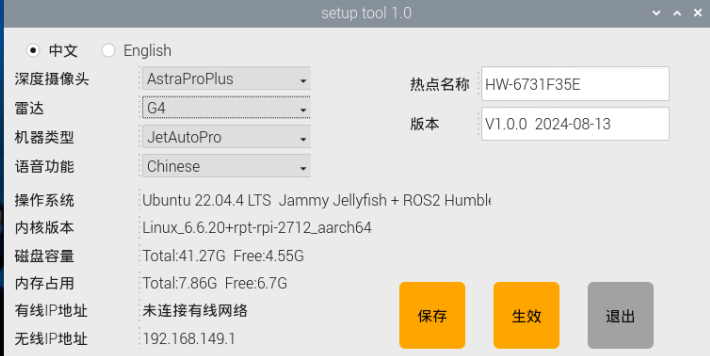 setup tool 1.0
中文 English
深度摄像头 AstraProPlus
热点名称 HW-6731F35E
雷达 G4
版本 V1.0.0 2024-08-13
机器类型 JetAutoPro
语音功能 Chinese
操作系统 Ubuntu 22.04.4 LTS Jammy Jellyfish + ROS2 Humble
内核版本 Linux_6.6.20+rpt-rpi-2712_aarch64
磁盘容量 Total:41.27G Free:4.55G
内存占用 Total:7.86G Free:6.7G
有线IP地址 未连接有线网络
无线IP地址 192.168.149.1
保存 生效 退出